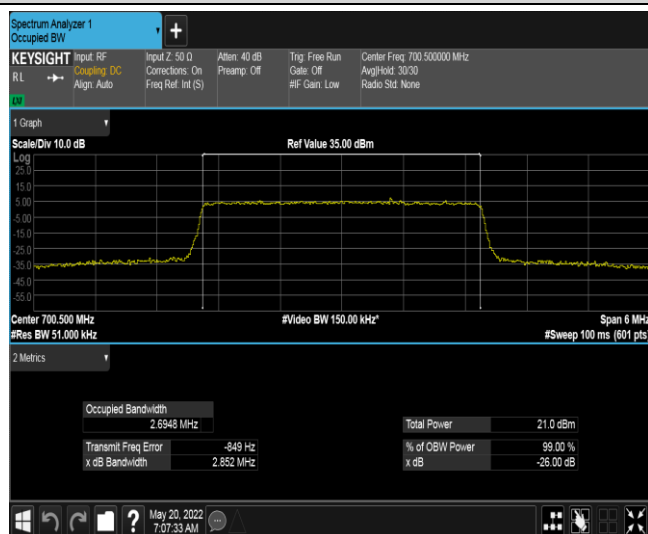 Spectrum Analyzer 1
Occupied BW
+
KEYSIGHT
RL
Input: RF
Coupling: DC
Align: Auto
Input Z: 50 Ω
Corrections: On
Freq Ref: Int (S)
Atten: 40 dB
Preamp: Off
Trig: Free Run
Gate: Off
#IF Gain: Low
Center Freq: 700.500000 MHz
Avg|Hold: 30/30
Radio Std: None
LXI
1 Graph
Scale/Div 10.0 dB
Ref Value 35.00 dBm
Log
25.0
15.0
5.00
-5.00
-15.0
-25.0
-35.0
-45.0
-55.0
Center 700.500 MHz
#Video BW 150.00 kHz*
Span 6 MHz
#Res BW 51.000 kHz
#Sweep 100 ms (601 pts)
2 Metrics
Occupied Bandwidth
2.6948 MHz
Total Power 21.0 dBm
Transmit Freq Error -849 Hz
% of OBW Power 99.00 %
x dB Bandwidth 2.852 MHz
x dB -26.00 dB
?
May 20, 2022
7:07:33 AM